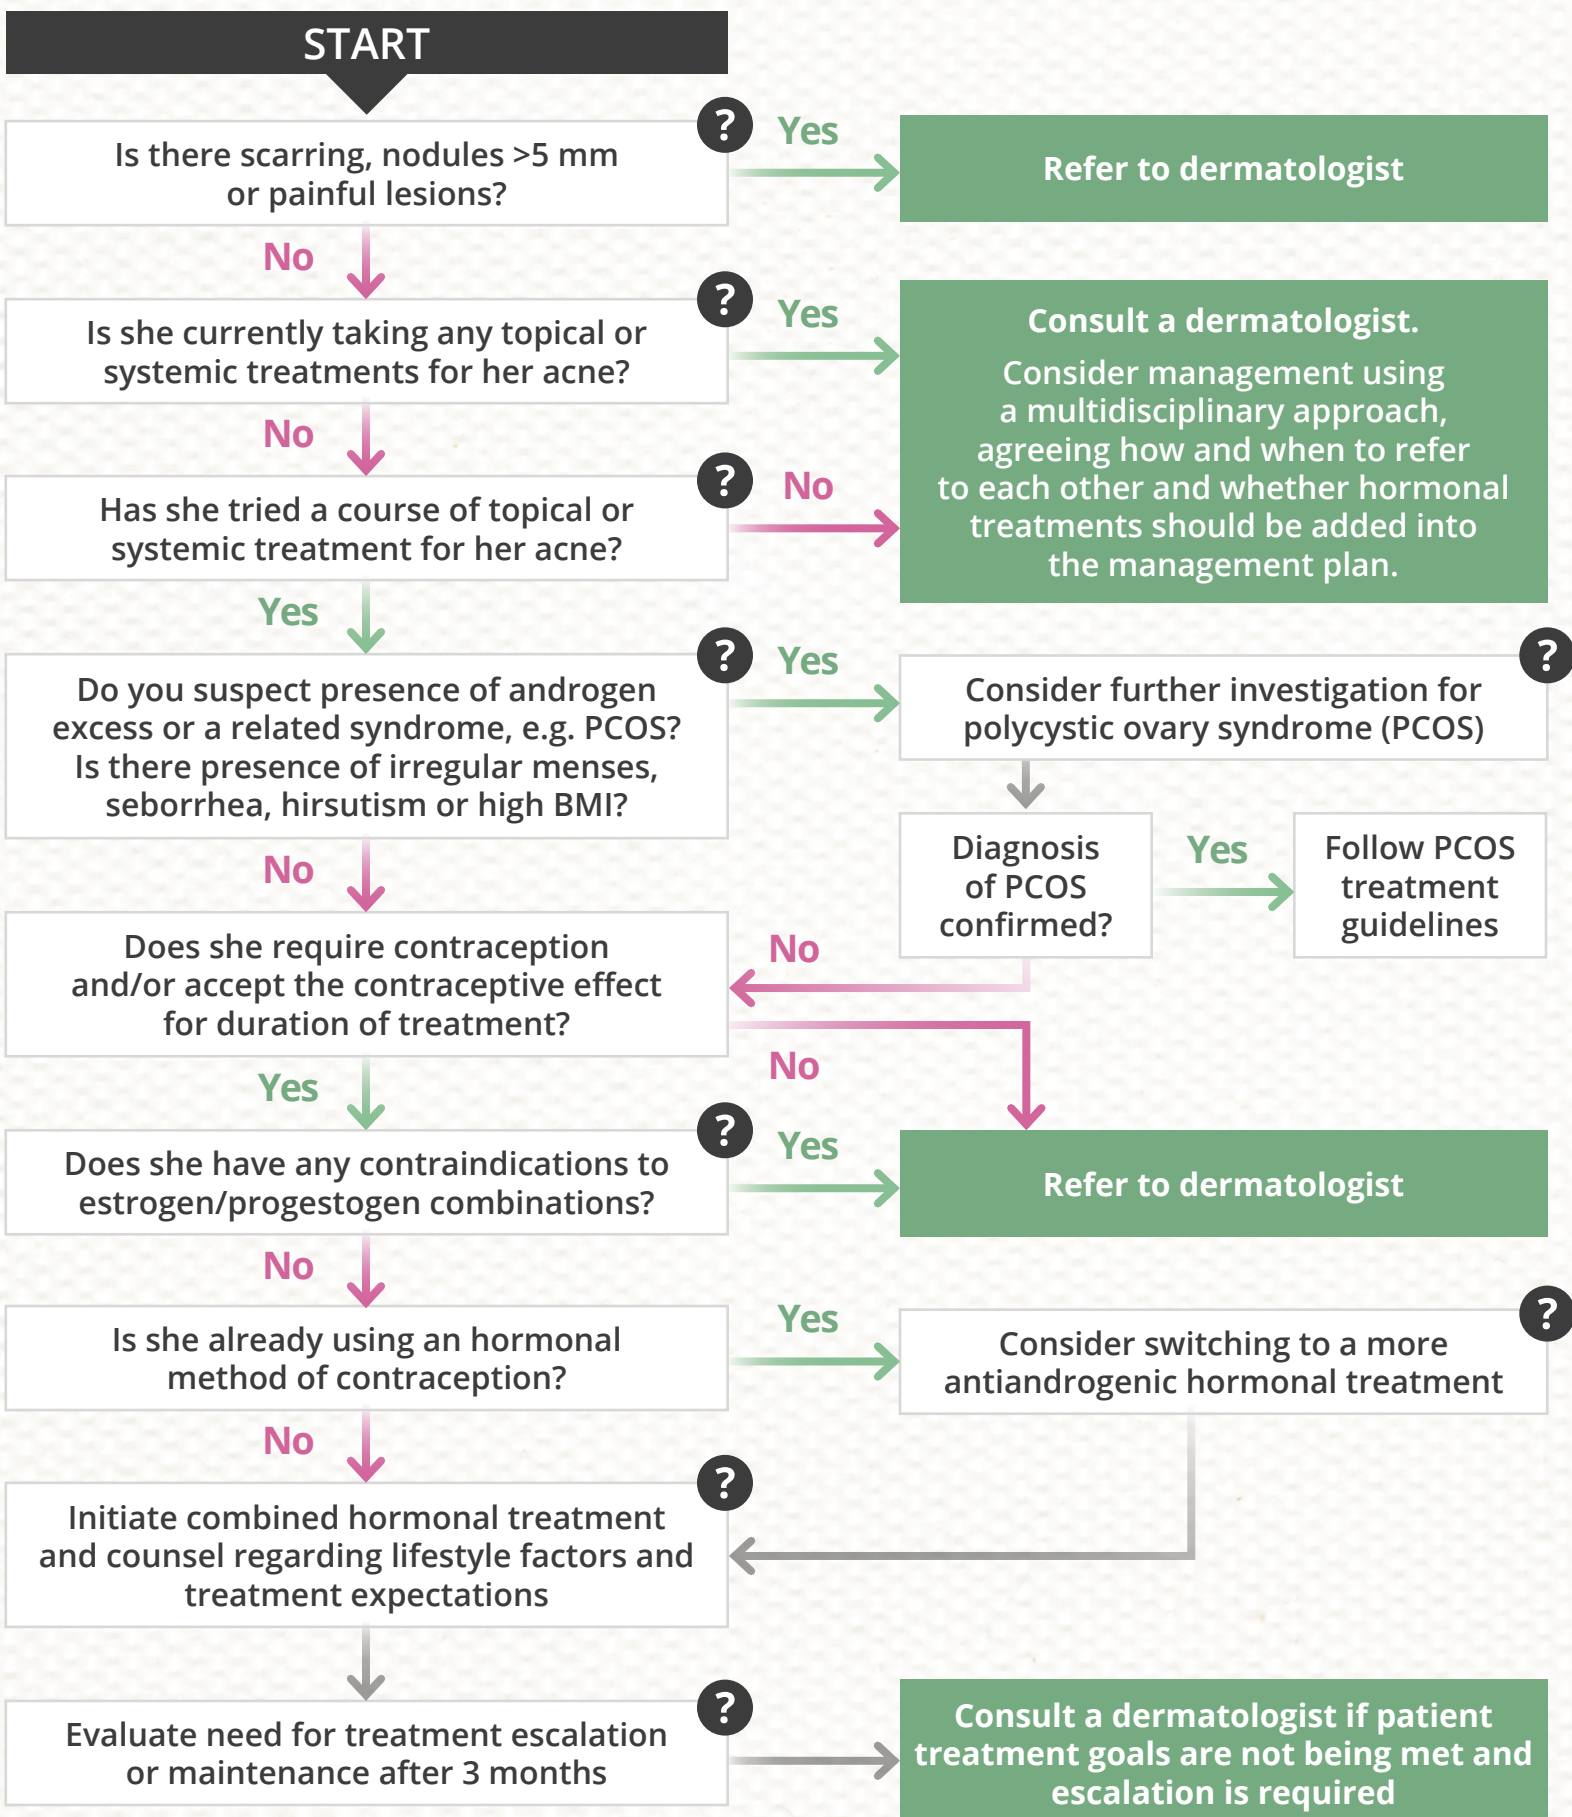 START
?
Is there scarring, nodules >5 mm
or painful lesions?
Yes
Refer to dermatologist
No
?
Is she currently taking any topical or
systemic treatments for her acne?
Yes
Consult a dermatologist.
Consider management using
a multidisciplinary approach,
agreeing how and when to refer
to each other and whether hormonal
treatments should be added into
the management plan.
No
?
Has she tried a course of topical or
systemic treatment for her acne?
No
Yes
?
Do you suspect presence of androgen
excess or a related syndrome, e.g. PCOS?
Is there presence of irregular menses,
seborrhea, hirsutism or high BMI?
Yes
?
Consider further investigation for
polycystic ovary syndrome (PCOS)
Diagnosis
of PCOS
confirmed?
Yes
Follow PCOS
treatment
guidelines
No
No
Does she require contraception
and/or accept the contraceptive effect
for duration of treatment?
No
Yes
?
Does she have any contraindications to
estrogen/progestogen combinations?
Yes
Refer to dermatologist
No
Is she already using an hormonal
method of contraception?
Yes
?
Consider switching to a more
antiandrogenic hormonal treatment
No
?
Initiate combined hormonal treatment
and counsel regarding lifestyle factors and
treatment expectations
?
Evaluate need for treatment escalation
or maintenance after 3 months
Consult a dermatologist if patient
treatment goals are not being met and
escalation is required